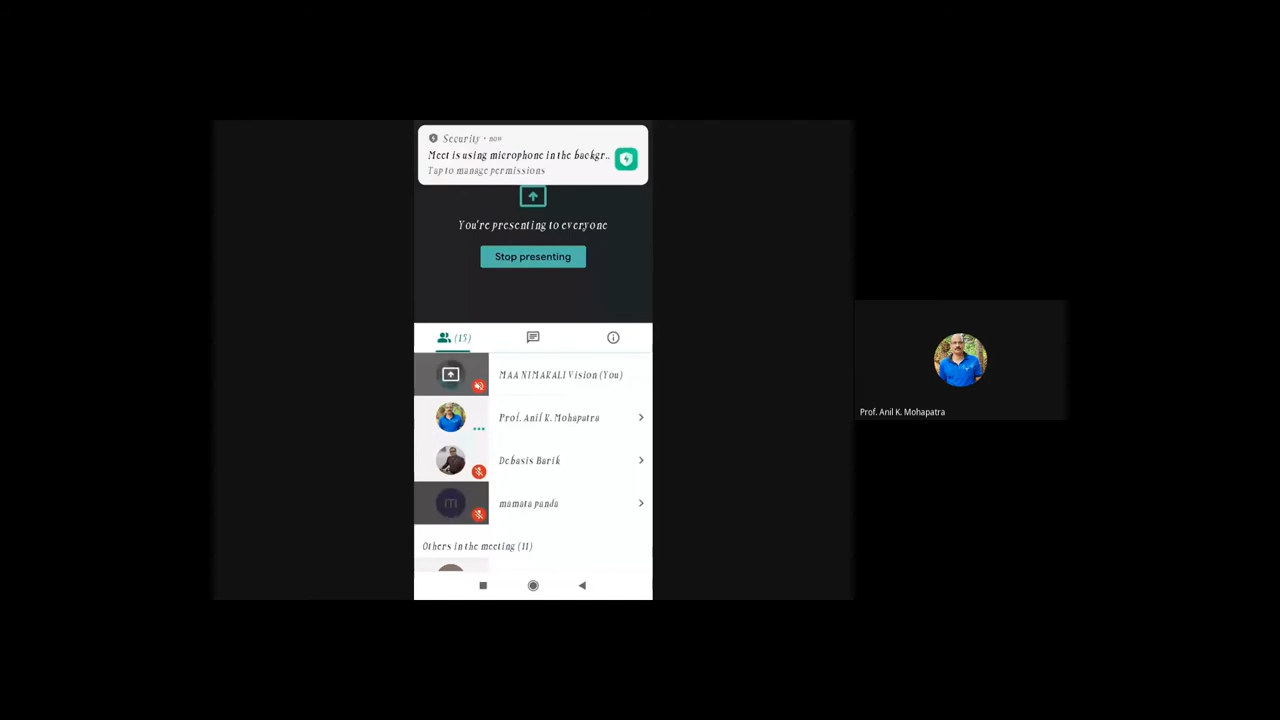 Security • now
Meet is using microphone in the backgr..
Tap to manage permissions
You're presenting to everyone
Stop presenting
(15)
MAA NIMAKALI Vision (You)
Prof. Anil K. Mohapatra
Debasis Barik
m
mamata panda
Others in the meeting (11)
Prof. Anil K. Mohapatra